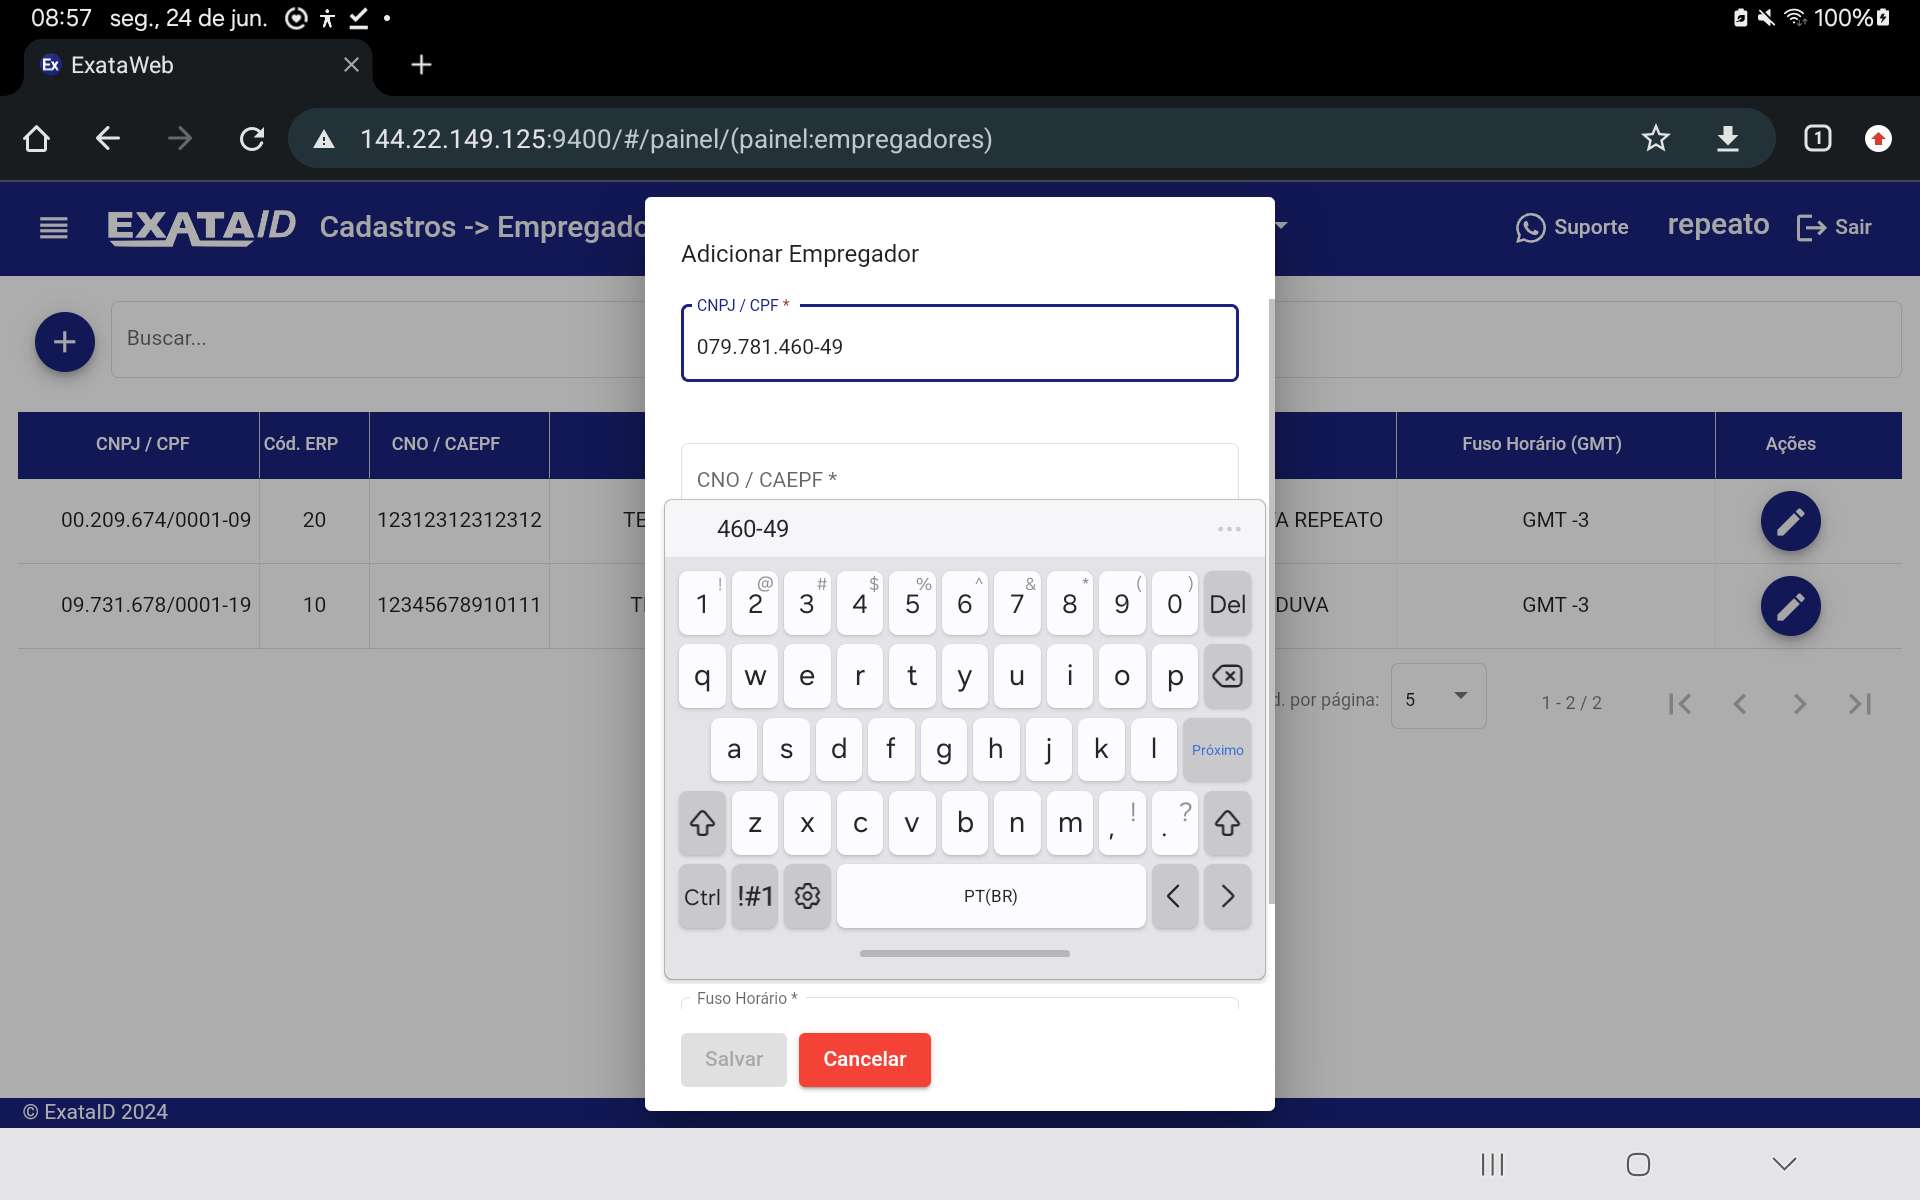 08:57 seg., 24 de jun. 100%
Ex ExataWeb
144.22.149.125:9400/#/painel/(painel:empregadores) 1
EXATAID Cadastros -> Empregado Suporte repeato Sair
Adicionar Empregador
CNPJ / CPF *
079.781.460-49
Buscar...
CNPJ / CPF Cód. ERP CNO / CAEPF Fuso Horário (GMT) Ações
CNO / CAEPF *
00.209.674/0001-09 20 12312312312312 TE A REPEATO GMT -3
09.731.678/0001-19 10 12345678910111 T DUVA GMT -3
d. por página: 5 1 - 2 / 2
460-49
! @ # $ % ^ & * ( )
1 2 3 4 5 6 7 8 9 0 Del
q w e r t y u i o p
a s d f g h j k l Próximo
z x c v b n m , ! . ?
Ctrl !#1 PT(BR) < >
Fuso Horário *
Salvar Cancelar
© ExataID 2024